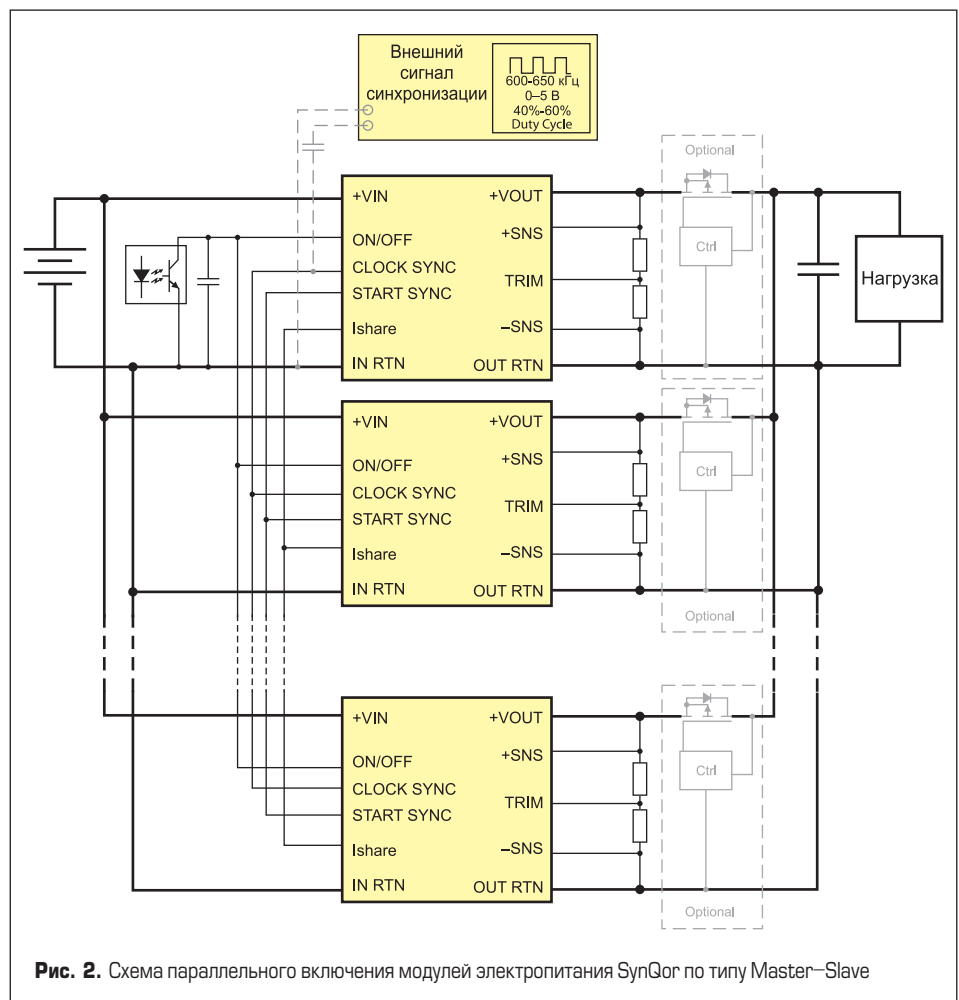 Внешний
сигнал
синхронизации
600-650 кГц
0–5 В
40%-60%
Duty Cycle
Optional
+VIN
+VOUT
+SNS
ON/OFF
Ctrl
CLOCK SYNC
TRIM
START SYNC
Нагрузка
Ishare
–SNS
IN RTN
OUT RTN
+VIN
+VOUT
+SNS
ON/OFF
Ctrl
CLOCK SYNC
TRIM
START SYNC
Ishare
–SNS
IN RTN
OUT RTN
Optional
+VIN
+VOUT
+SNS
ON/OFF
Ctrl
CLOCK SYNC
TRIM
START SYNC
Ishare
–SNS
IN RTN
OUT RTN
Optional
Рис. 2. Схема параллельного включения модулей электропитания SynQor по типу Master–Slave